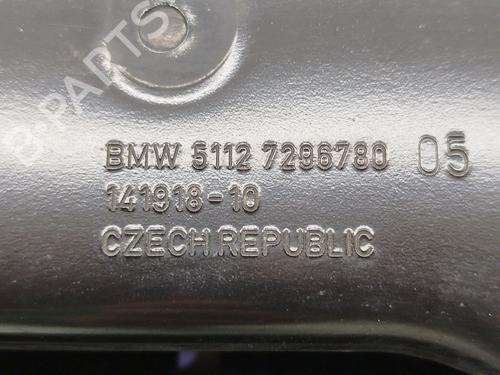 B-PARTS
BMW 5112 7296780 05
141918-10
CZECH REPUBLIC